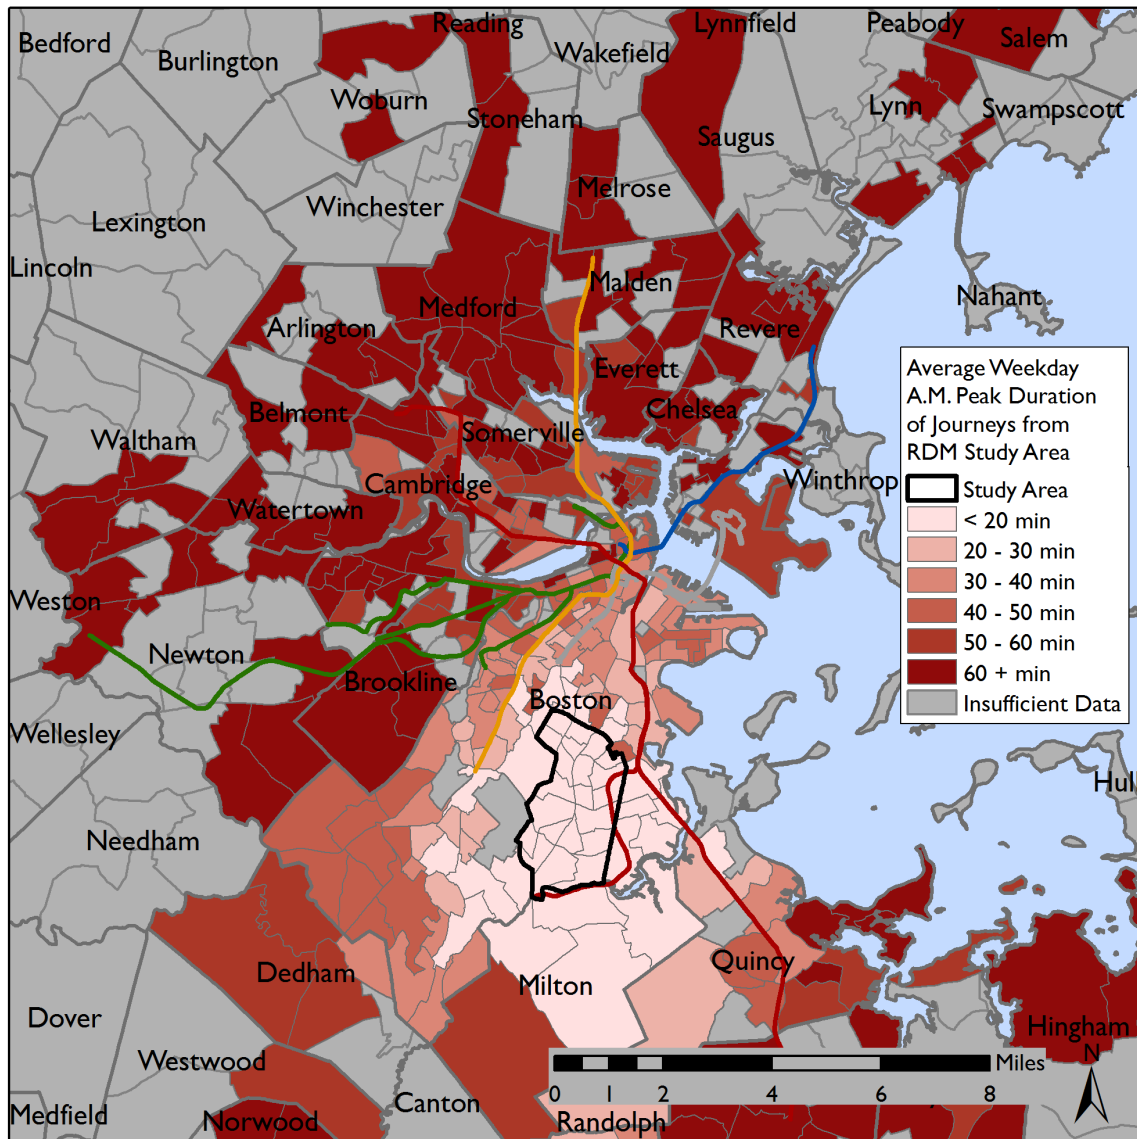 Reading
Lynnfield
Peabody
Bedford
Salem
Burlington
Wakefield
Woburn
Lynn
Swampscott
Stoneham
Saugus
Melrose
Winchester
Lexington
Lincoln
Malden
Nahant
Medford
Arlington
Revere
Everett
Belmont
Chelsea
Somerville
Waltham
Winthrop
Cambridge
Watertown
Weston
Newton
Brookline
Boston
Wellesley
Hul
Needham
Quincy
Dedham
Milton
Dover
Hingham
Westwood
Canton
Medfield
Norwood
Randolph
Average Weekday
A.M. Peak Duration
of Journeys from
RDM Study Area
Study Area
< 20 min
20 - 30 min
30 - 40 min
40 - 50 min
50 - 60 min
60 + min
Insufficient Data
Miles
0 2 4 6 8
N